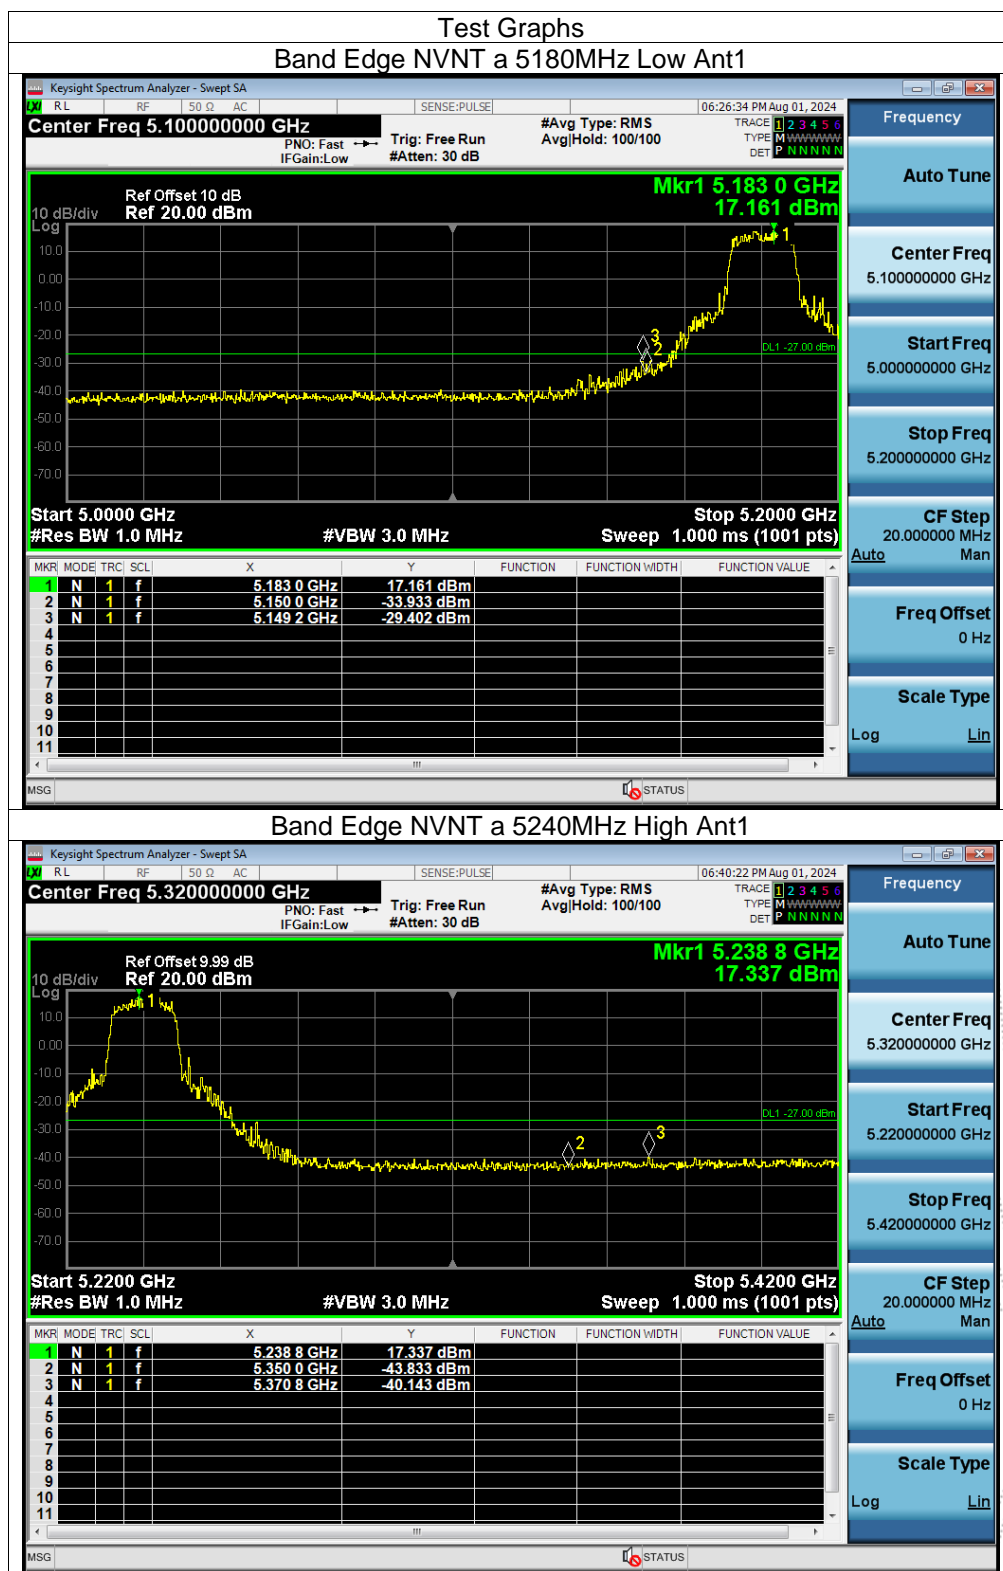 Test Graphs
Band Edge NVNT a 5180MHz Low Ant1
Keysight Spectrum Analyzer - Swept SA
LXI RL RF 50 Ω AC SENSE:PULSE 06:26:34 PM Aug 01, 2024
Center Freq 5.100000000 GHz
#Avg Type: RMS
TRACE 1 2 3 4 5 6
PNO: Fast Trig: Free Run Avg|Hold: 100/100
TYPE M WWWWW
IFGain:Low #Atten: 30 dB
DET P N N N N N
Frequency
Auto Tune
Center Freq
5.100000000 GHz
Start Freq
5.000000000 GHz
Stop Freq
5.200000000 GHz
CF Step
20.000000 MHz
Auto Man
Freq Offset
0 Hz
Scale Type
Log Lin
Mkr1 5.183 0 GHz
17.161 dBm
Ref Offset 10 dB
10 dB/div Ref 20.00 dBm
Log
10.0
0.00
-10.0
-20.0
-30.0
-40.0
-50.0
-60.0
-70.0
1
3
2
DL1 -27.00 dBm
Start 5.0000 GHz Stop 5.2000 GHz
#Res BW 1.0 MHz #VBW 3.0 MHz Sweep 1.000 ms (1001 pts)
MKR MODE TRC SCL X Y FUNCTION FUNCTION WIDTH FUNCTION VALUE
1 N 1 f 5.183 0 GHz 17.161 dBm
2 N 1 f 5.150 0 GHz -33.933 dBm
3 N 1 f 5.149 2 GHz -29.402 dBm
4
5
6
7
8
9
10
11
MSG STATUS
Band Edge NVNT a 5240MHz High Ant1
Keysight Spectrum Analyzer - Swept SA
LXI RL RF 50 Ω AC SENSE:PULSE 06:40:22 PM Aug 01, 2024
Center Freq 5.320000000 GHz
#Avg Type: RMS
TRACE 1 2 3 4 5 6
PNO: Fast Trig: Free Run Avg|Hold: 100/100
TYPE M WWWWW
IFGain:Low #Atten: 30 dB
DET P N N N N N
Frequency
Auto Tune
Center Freq
5.320000000 GHz
Start Freq
5.220000000 GHz
Stop Freq
5.420000000 GHz
CF Step
20.000000 MHz
Auto Man
Freq Offset
0 Hz
Scale Type
Log Lin
Mkr1 5.238 8 GHz
17.337 dBm
Ref Offset 9.99 dB
10 dB/div Ref 20.00 dBm
Log
10.0
0.00
-10.0
-20.0
-30.0
-40.0
-50.0
-60.0
-70.0
1
2
3
DL1 -27.00 dBm
Start 5.2200 GHz Stop 5.4200 GHz
#Res BW 1.0 MHz #VBW 3.0 MHz Sweep 1.000 ms (1001 pts)
MKR MODE TRC SCL X Y FUNCTION FUNCTION WIDTH FUNCTION VALUE
1 N 1 f 5.238 8 GHz 17.337 dBm
2 N 1 f 5.350 0 GHz -43.833 dBm
3 N 1 f 5.370 8 GHz -40.143 dBm
4
5
6
7
8
9
10
11
MSG STATUS